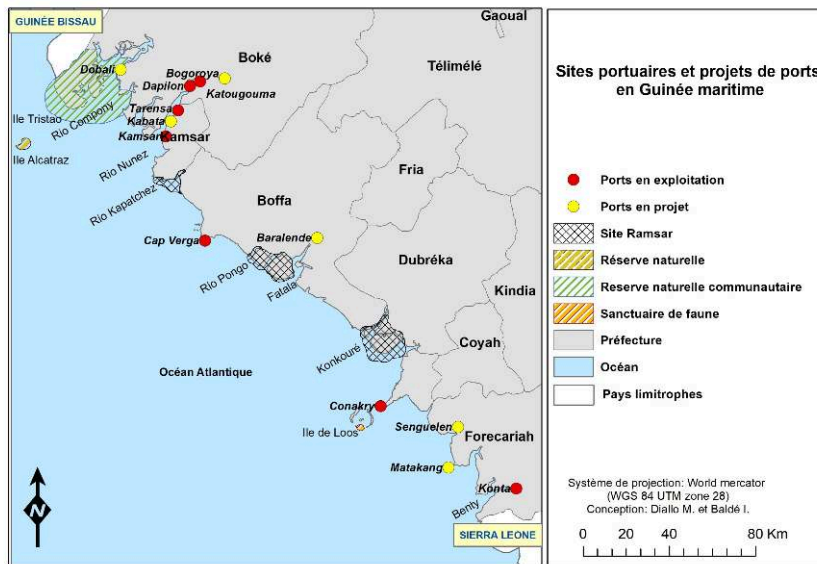 GUINÉE BISSAU
Gaoual
Boké
Télimélé
Dobali
Bogoroya
Dapilon
Katougouma
Tarensa
Kabata
Kamsar
Kamsar
Ile Tristao
Rio Compony
Ile Alcatraz
Rio Nunez
Rio Kapatchez
Fria
Boffa
Cap Verga
Baralende
Dubréka
Rio Pongo
Fatala
Kindia
Konkouré
Coyah
Océan Atlantique
Conakry
Ile de Loos
Senguelen
Forecariah
Matakang
Konta
Benty
SIERRA LEONE
N
Sites portuaires et projets de ports
en Guinée maritime
Ports en exploitation
Ports en projet
Site Ramsar
Réserve naturelle
Reserve naturelle communautaire
Sanctuaire de faune
Préfecture
Océan
Pays limitrophes
Système de projection: World mercator
(WGS 84 UTM zone 28)
Conception: Diallo M. et Baldé I.
0 20 40 80 Km